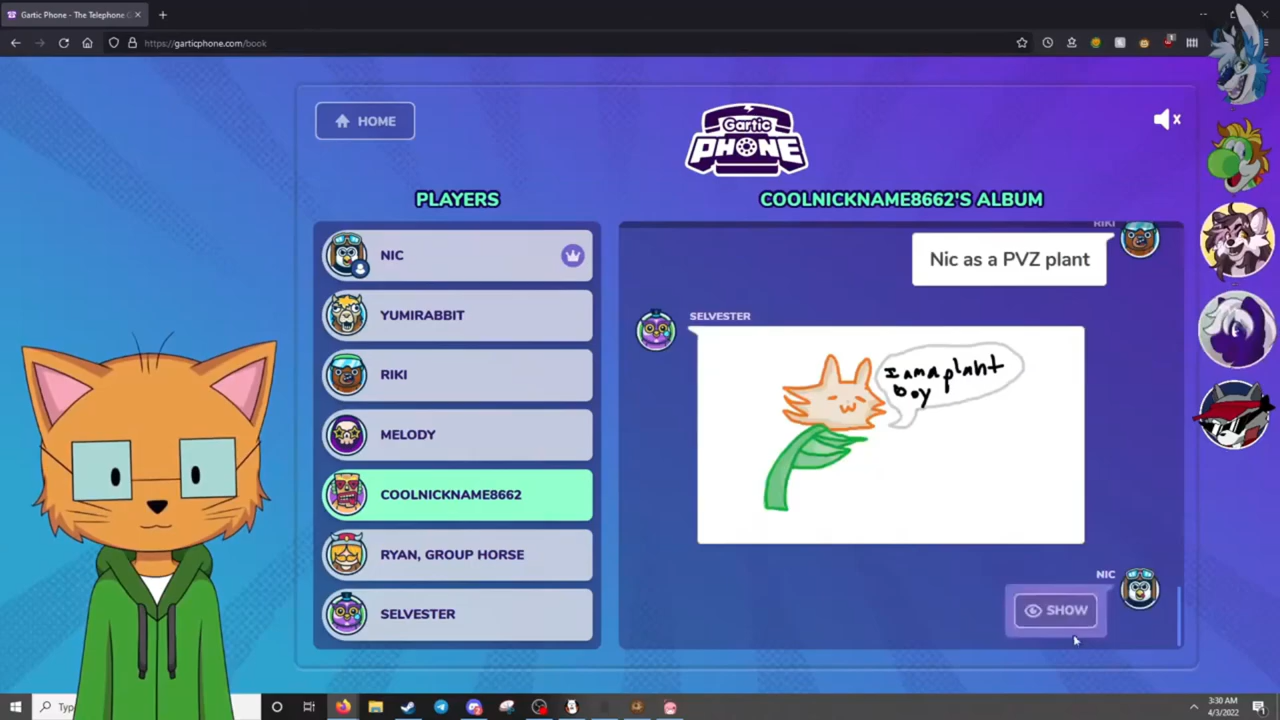 Gartic Phone - The Telephone
https://garticphone.com/book
HOME
Gartic
PHONE
PLAYERS
COOLNICKNAME8662'S ALBUM
NIC
YUMIRABBIT
RIKI
MELODY
COOLNICKNAME8662
RYAN, GROUP HORSE
SELVESTER
RIKI
Nic as a PVZ plant
SELVESTER
I am a plant
boy
NIC
SHOW
Typ
3:30 AM
4/3/2022